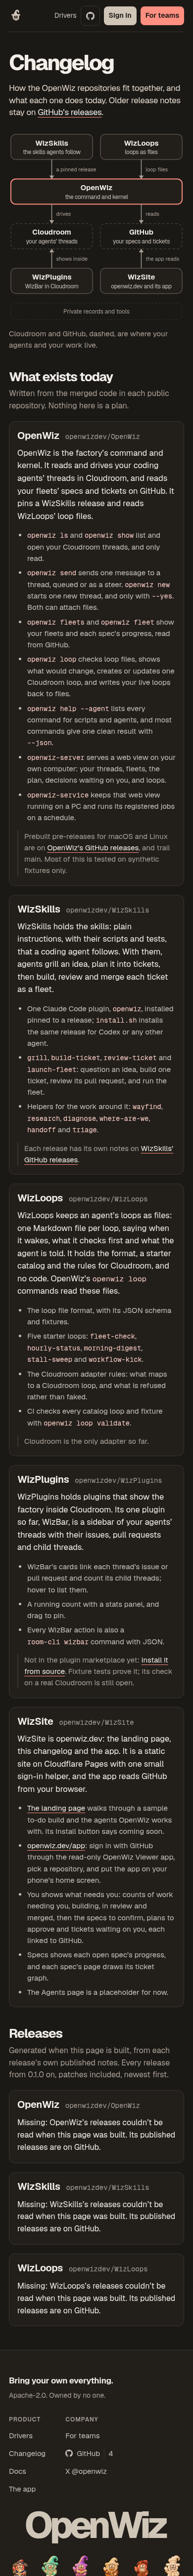 Drivers
Sign in
For teams
Changelog
How the OpenWiz repositories fit together, and
what each one does today. Older release notes
stay on GitHub's releases.
WizSkills
the skills agents follow
WizLoops
loops as files
a pinned release
loop files
OpenWiz
the command and kernel
drives
reads
Cloudroom
your agents' threads
GitHub
your specs and tickets
shows inside
the app reads
WizPlugins
WizBar in Cloudroom
WizSite
openwiz.dev and its app
Private records and tools
Cloudroom and GitHub, dashed, are where your
agents and your work live.
What exists today
Written from the merged code in each public
repository. Nothing here is a plan.
OpenWiz openwizdev/OpenWiz
OpenWiz is the factory's command and
kernel. It reads and drives your coding
agents' threads in Cloudroom, and reads
your fleets' specs and tickets on GitHub. It
pins a WizSkills release and reads
WizLoops' loop files.
openwiz ls and openwiz show list and
open your Cloudroom threads, and only
read.
openwiz send sends one message to a
thread, queued or as a steer. openwiz new
starts one new thread, and only with --yes.
Both can attach files.
openwiz fleets and openwiz fleet show
your fleets and each spec's progress, read
from GitHub.
openwiz loop checks loop files, shows
what would change, creates or updates one
Cloudroom loop, and writes your live loops
back to files.
openwiz help --agent lists every
command for scripts and agents, and most
commands give one clean result with
--json.
openwiz-server serves a web view on your
own computer: your threads, fleets, the
plan, decisions waiting on you, and loops.
openwiz-service keeps that web view
running on a PC and runs its registered jobs
on a schedule.
Prebuilt pre-releases for macOS and Linux
are on OpenWiz's GitHub releases, and trail
main. Most of this is tested on synthetic
fixtures only.
WizSkills openwizdev/WizSkills
WizSkills holds the skills: plain
instructions, with their scripts and tests,
that a coding agent follows. With them,
agents grill an idea, plan it into tickets,
then build, review and merge each ticket
as a fleet.
One Claude Code plugin, openwiz, installed
pinned to a release; install.sh installs
the same release for Codex or any other
agent.
grill, build-ticket, review-ticket and
launch-fleet: question an idea, build one
ticket, review its pull request, and run the
fleet.
Helpers for the work around it: wayfind,
research, diagnose, where-are-we,
handoff and triage.
Each release has its own notes on WizSkills'
GitHub releases.
WizLoops openwizdev/WizLoops
WizLoops keeps an agent's loops as files:
one Markdown file per loop, saying when
it wakes, what it checks first and what the
agent is told. It holds the format, a starter
catalog and the rules for Cloudroom, and
no code. OpenWiz's openwiz loop
commands read these files.
The loop file format, with its JSON schema
and fixtures.
Five starter loops: fleet-check,
hourly-status, morning-digest,
stall-sweep and workflow-kick.
The Cloudroom adapter rules: what maps
to a Cloudroom loop, and what is refused
rather than faked.
CI checks every catalog loop and fixture
with openwiz loop validate.
Cloudroom is the only adapter so far.
WizPlugins openwizdev/WizPlugins
WizPlugins holds plugins that show the
factory inside Cloudroom. Its one plugin
so far, WizBar, is a sidebar of your agents'
threads with their issues, pull requests
and child threads.
WizBar's cards link each thread's issue or
pull request and count its child threads;
hover to list them.
A running count with a stats panel, and
drag to pin.
Every WizBar action is also a
room-cli wizbar command with JSON.
Not in the plugin marketplace yet: install it
from source. Fixture tests prove it; its check
on a real Cloudroom is still open.
WizSite openwizdev/WizSite
WizSite is openwiz.dev: the landing page,
this changelog and the app. It is a static
site on Cloudflare Pages with one small
sign-in helper, and the app reads GitHub
from your browser.
The landing page walks through a sample
to-do build and the agents OpenWiz works
with. Its Install button says coming soon.
openwiz.dev/app: sign in with GitHub
through the read-only OpenWiz Viewer app,
pick a repository, and put the app on your
phone's home screen.
You shows what needs you: counts of work
needing you, building, in review and
merged, then the specs to confirm, plans to
approve and tickets waiting on you, each
linked to GitHub.
Specs shows each open spec's progress,
and each spec's page draws its ticket
graph.
The Agents page is a placeholder for now.
Releases
Generated when this page is built, from each
release's own published notes. Every release
from 0.1.0 on, patches included, newest first.
OpenWiz openwizdev/OpenWiz
Missing: OpenWiz's releases couldn't be
read when this page was built. Its published
releases are on GitHub.
WizSkills openwizdev/WizSkills
Missing: WizSkills's releases couldn't be
read when this page was built. Its published
releases are on GitHub.
WizLoops openwizdev/WizLoops
Missing: WizLoops's releases couldn't be
read when this page was built. Its published
releases are on GitHub.
Bring your own everything.
Apache-2.0. Owned by no one.
PRODUCT
COMPANY
Drivers
For teams
Changelog
GitHub 4
Docs
X @openwiz
The app
OpenWiz